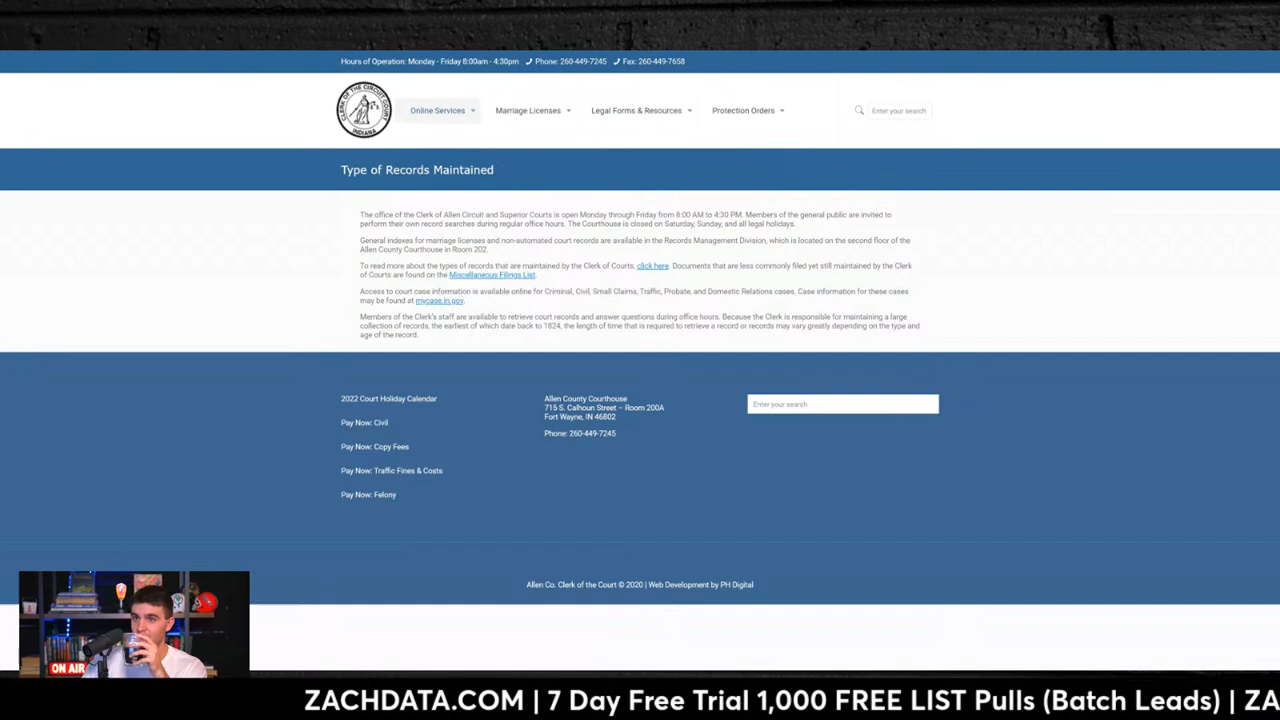 Hours of Operation: Monday - Friday 8:00am - 4:30pm Phone: 260-449-7245 Fax: 260-449-7658
CLERK OF THE CIRCUIT COURT
INDIANA
Online Services Marriage Licenses Legal Forms & Resources Protection Orders Enter your search
Type of Records Maintained
The office of the Clerk of Allen Circuit and Superior Courts is open Monday through Friday from 8:00 AM to 4:30 PM. Members of the general public are invited to
perform their own record searches during regular office hours. The Courthouse is closed on Saturday, Sunday, and all legal holidays.
General indexes for marriage licenses and non-automated court records are available in the Records Management Division, which is located on the second floor of the
Allen County Courthouse in Room 202.
To read more about the types of records that are maintained by the Clerk of Courts, click here. Documents that are less commonly filed yet still maintained by the Clerk
of Courts are found on the Miscellaneous Filings List.
Access to court case information is available online for Criminal, Civil, Small Claims, Traffic, Probate, and Domestic Relations cases. Case information for these cases
may be found at mycase.in.gov.
Members of the Clerk's staff are available to retrieve court records and answer questions during office hours. Because the Clerk is responsible for maintaining a large
collection of records, the earliest of which date back to 1824, the length of time that is required to retrieve a record or records may vary greatly depending on the type and
age of the record.
2022 Court Holiday Calendar
Pay Now: Civil
Pay Now: Copy Fees
Pay Now: Traffic Fines & Costs
Pay Now: Felony
Allen County Courthouse
715 S. Calhoun Street – Room 200A
Fort Wayne, IN 46802
Phone: 260-449-7245
Enter your search
Allen Co. Clerk of the Court © 2020 | Web Development by PH Digital
ON AIR
ZACHDATA.COM | 7 Day Free Trial 1,000 FREE LIST Pulls (Batch Leads) | ZA